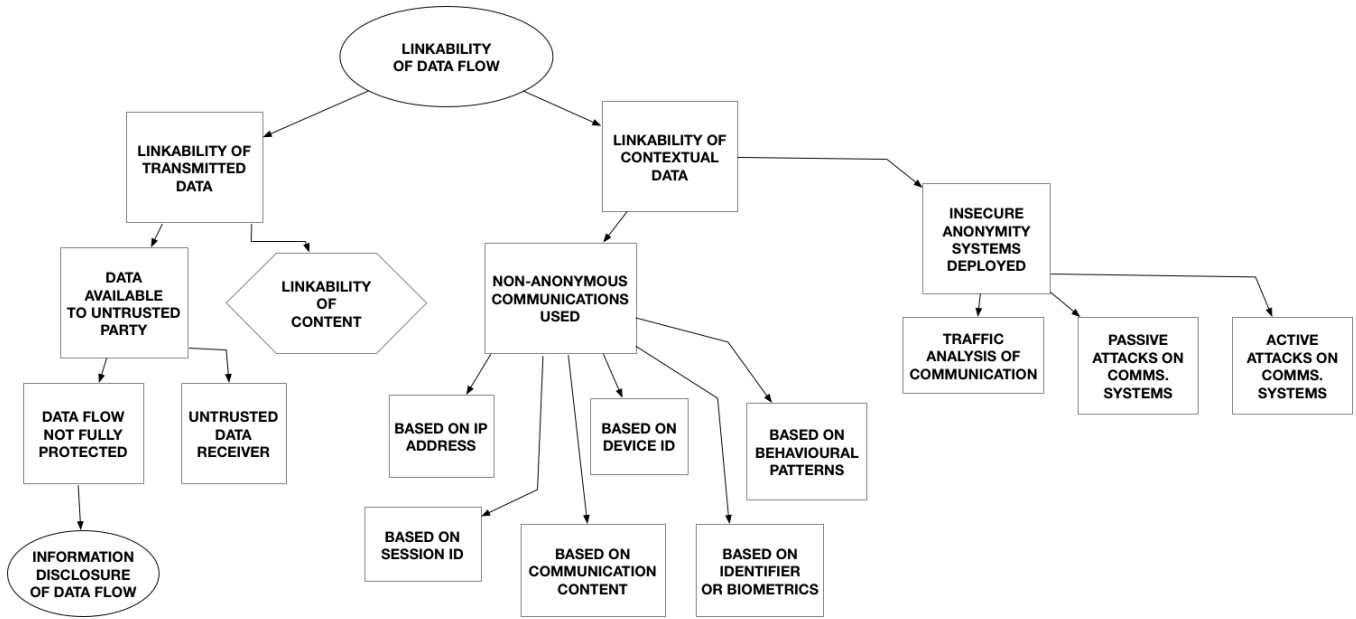 LINKABILITY
OF DATA FLOW
LINKABILITY OF
TRANSMITTED
DATA
LINKABILITY OF
CONTEXTUAL
DATA
INSECURE
ANONYMITY
SYSTEMS
DEPLOYED
DATA
AVAILABLE
TO UNTRUSTED
PARTY
LINKABILITY
OF
CONTENT
NON-ANONYMOUS
COMMUNICATIONS
USED
TRAFFIC
ANALYSIS OF
COMMUNICATION
PASSIVE
ATTACKS ON
COMMS.
SYSTEMS
ACTIVE
ATTACKS ON
COMMS.
SYSTEMS
DATA FLOW
NOT FULLY
PROTECTED
UNTRUSTED
DATA
RECEIVER
BASED ON IP
ADDRESS
BASED ON
DEVICE ID
BASED ON
BEHAVIOURAL
PATTERNS
BASED ON
SESSION ID
BASED ON
COMMUNICATION
CONTENT
BASED ON
IDENTIFIER
OR BIOMETRICS
INFORMATION
DISCLOSURE
OF DATA FLOW